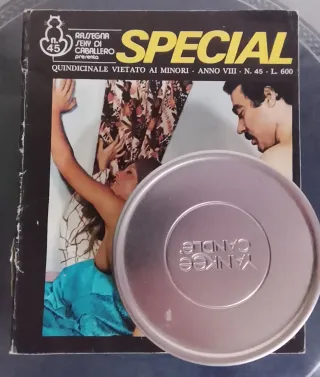 n.
45
RASSEGNA
SEXY DI
CABALLERO
presenta
SPECIAL
QUINDICINALE VIETATO AI MINORI - ANNO VIII - N. 45 - L. 600
YANKEE
CANDLE